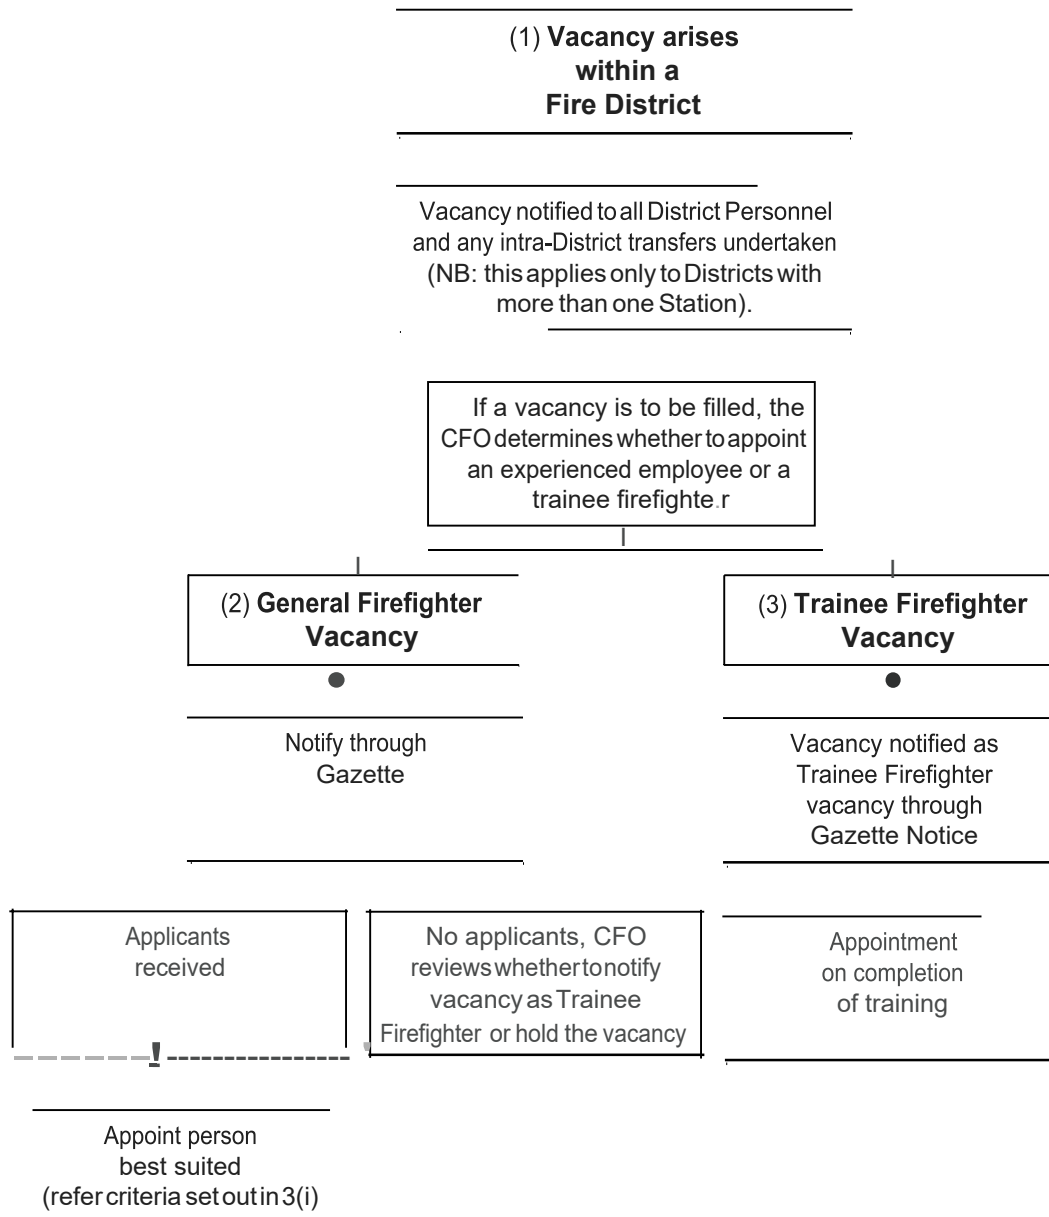 (1) Vacancy arises
within a
Fire District
Vacancy notified to all District Personnel
and any intra-District transfers undertaken
(NB: this applies only to Districts with
more than one Station).
If a vacancy is to be filled, the
CFO determines whether to appoint
an experienced employee or a
trainee firefighte.r
(2) General Firefighter
Vacancy
(3) Trainee Firefighter
Vacancy
Notify through
Gazette
Vacancy notified as
Trainee Firefighter
vacancy through
Gazette Notice
Applicants
received
No applicants, CFO
reviews whether to notify
vacancy as Trainee
Firefighter or hold the vacancy
Appointment
on completion
of training
Appoint person
best suited
(refer criteria set out in 3(i)